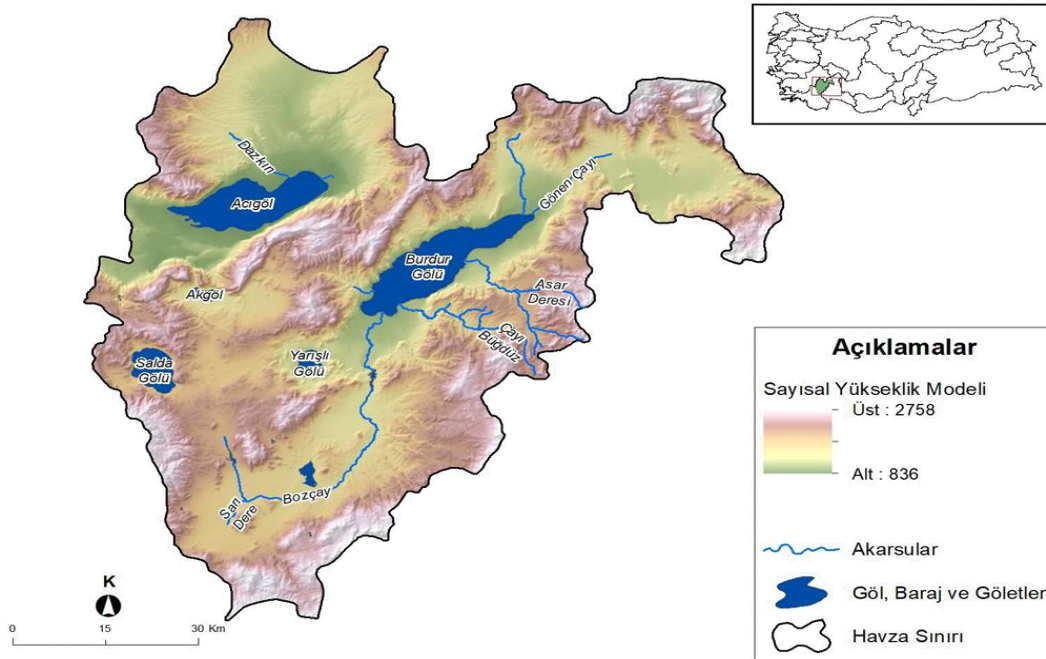 Dazkırı
Acıgöl
Gönen Çayı
Burdur
Gölü
Asar
Deresi
Akgöl
Çayı
Büğdüz
Salda
Gölü
Yarışlı
Gölü
Bozçay
Sarı
Dere
K
0 15 30 Km
Açıklamalar
Sayısal Yükseklik Modeli
Üst : 2758
Alt : 836
Akarsular
Göl, Baraj ve Göletler
Havza Sınırı